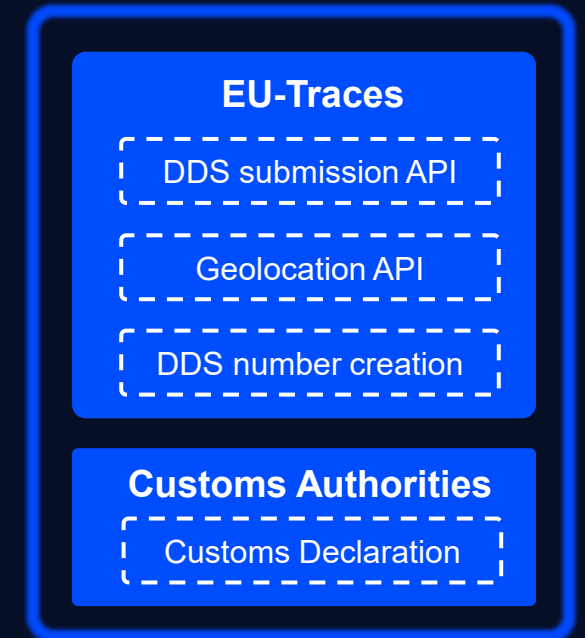 EU-Traces
DDS submission API
Geolocation API
DDS number creation
Customs Authorities
Customs Declaration